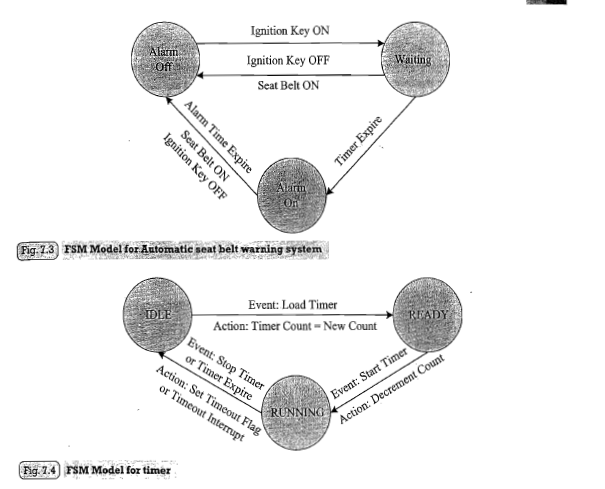 Ignition Key ON
Alarm
Off
Ignition Key OFF
Waiting
Seat Belt ON
Alarm Time Expire
Seat Belt ON
Ignition Key OFF
Timer Expire
Alarm
On
Fig. 7.3 FSM Model for Automatic seat belt warning system
IDLE
Event: Load Timer
READY
Action: Timer Count = New Count
Event: Stop Timer
or Timer Expire
Action: Set Timeout Flag
or Timeout Interrupt
Event: Start Timer
Action: Decrement Count
RUNNING
Fig. 7.4 FSM Model for timer